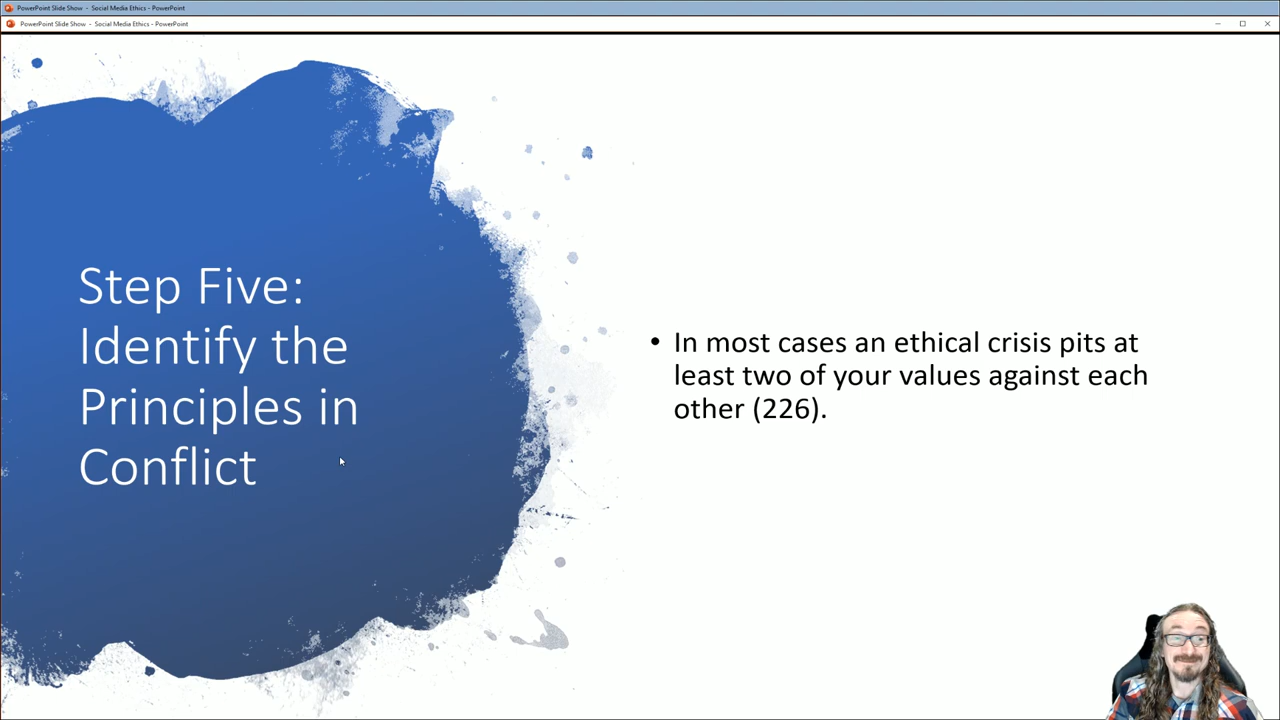 PowerPoint Slide Show - Social Media Ethics - PowerPoint
PowerPoint Slide Show - Social Media Ethics - PowerPoint
Step Five:
Identify the
Principles in
Conflict
• In most cases an ethical crisis pits at
least two of your values against each
other (226).